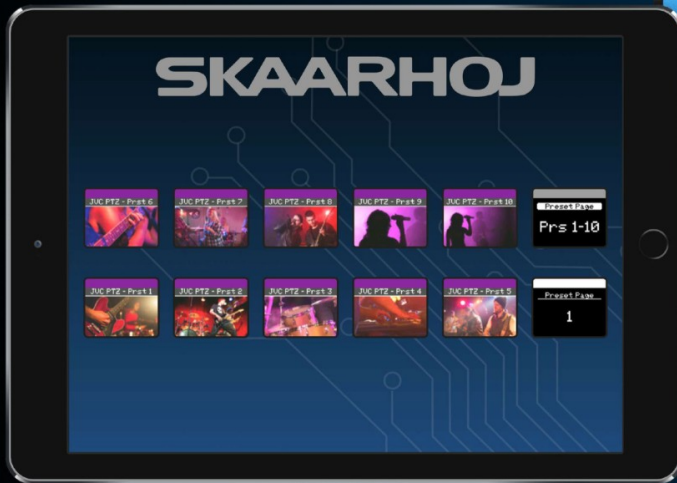 SKAARHOJ
JVC PTZ - Prst 6
JVC PTZ - Prst 7
JVC PTZ - Prst 8
JVC PTZ - Prst 9
JVC PTZ - Prst 10
Preset Page
Prs 1-10
JVC PTZ - Prst 1
JVC PTZ - Prst 2
JVC PTZ - Prst 3
JVC PTZ - Prst 4
JVC PTZ - Prst 5
Preset Page
1